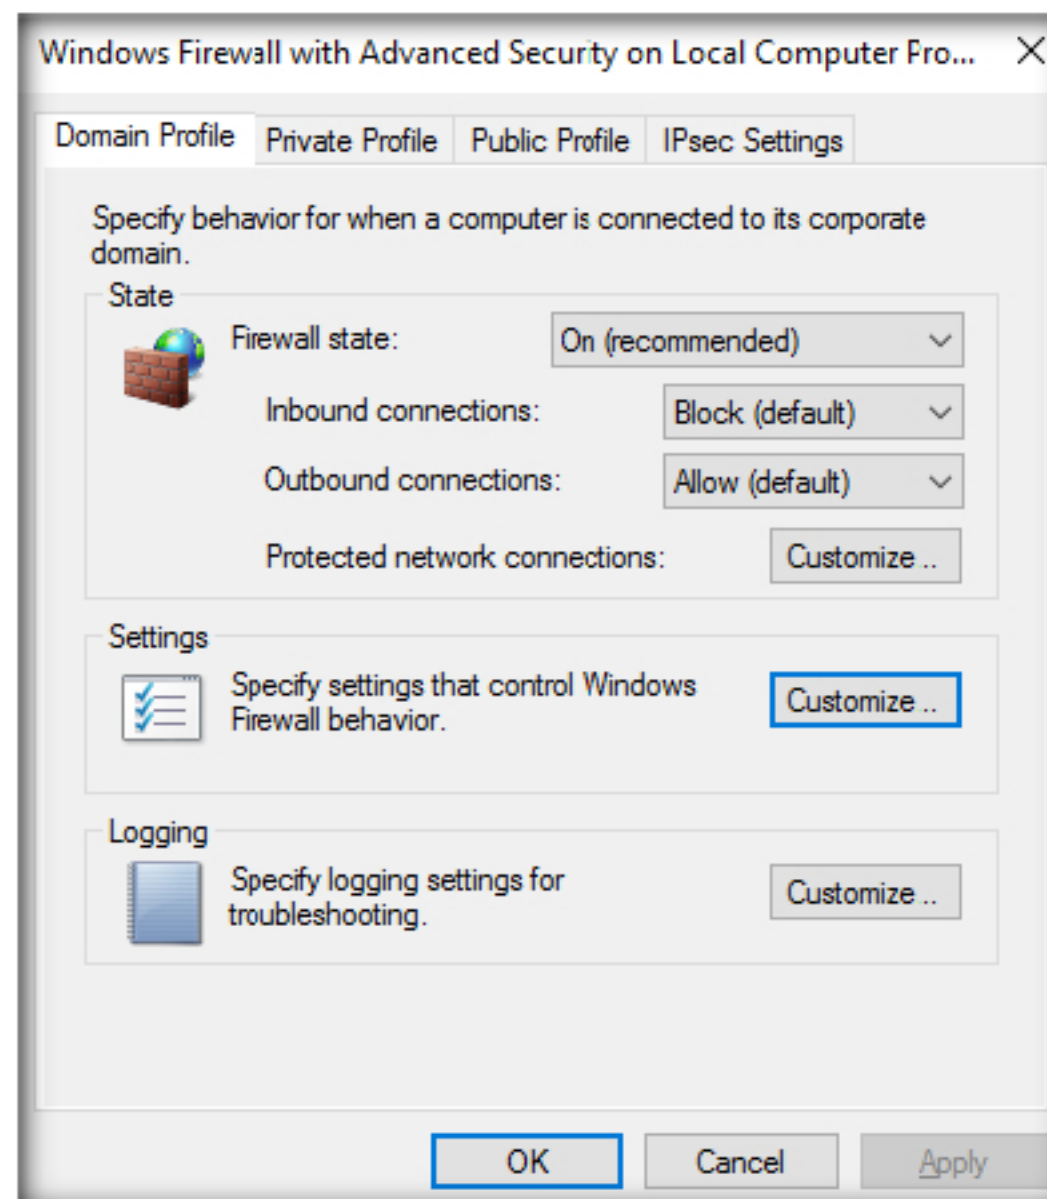 Windows Firewall with Advanced Security on Local Computer Pro...
Domain Profile Private Profile Public Profile IPsec Settings
Specify behavior for when a computer is connected to its corporate
domain.
State
Firewall state: On (recommended)
Inbound connections: Block (default)
Outbound connections: Allow (default)
Protected network connections: Customize...
Settings
Specify settings that control Windows
Firewall behavior.
Customize...
Logging
Specify logging settings for
troubleshooting.
Customize...
OK Cancel Apply